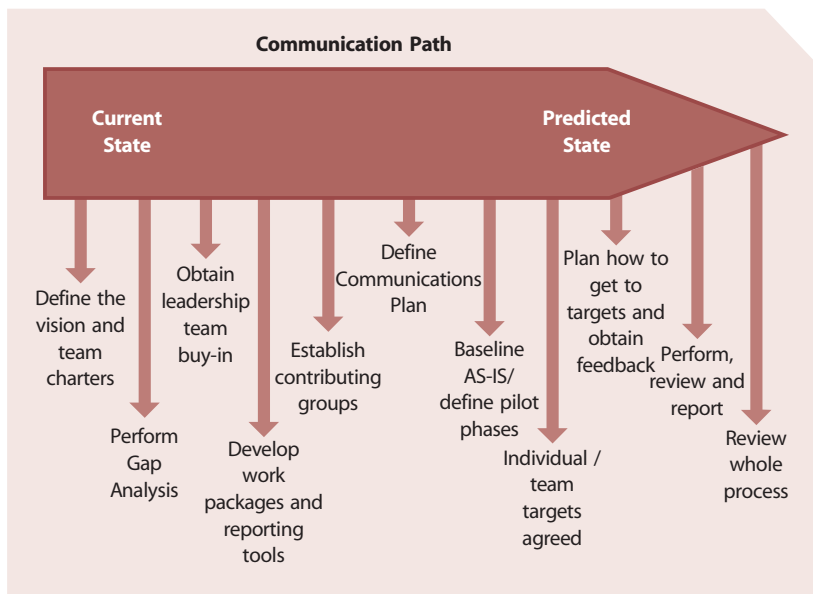 Communication Path
Current
State
Predicted
State
Define the
vision and
team
charters
Perform
Gap
Analysis
Obtain
leadership
team
buy-in
Develop
work
packages and
reporting
tools
Establish
contributing
groups
Define
Communications
Plan
Baseline
AS-IS/
define pilot
phases
Individual /
team
targets
agreed
Plan how to
get to
targets and
obtain
feedback
Perform,
review and
report
Review
whole
process